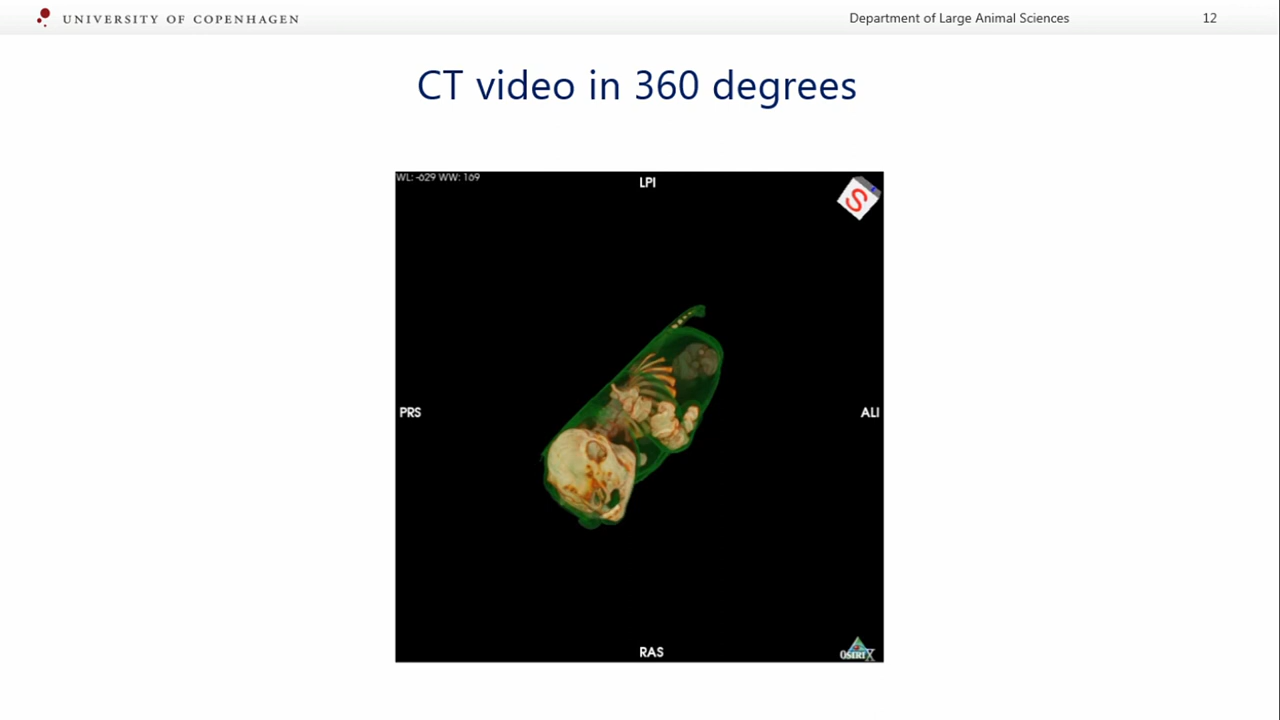 UNIVERSITY OF COPENHAGEN
Department of Large Animal Sciences
12
CT video in 360 degrees
WL: -629 WW: 169
LPI
S
PRS
ALI
RAS
OSIRIX